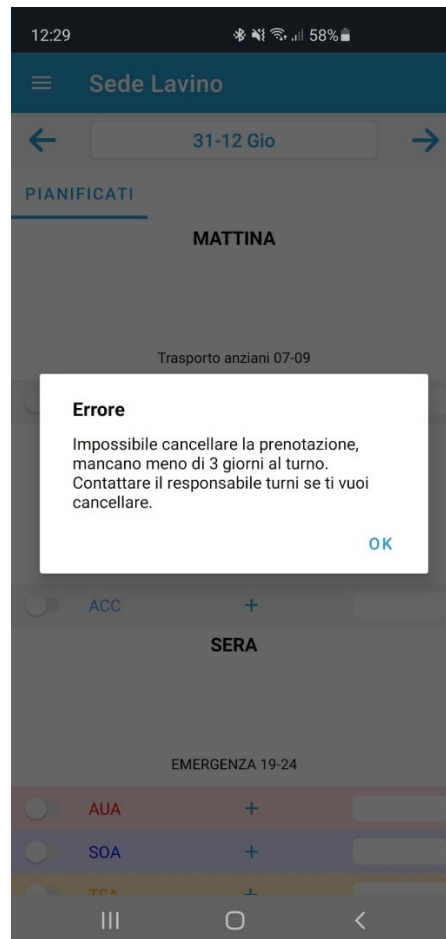 12:29 58%
Sede Lavino
31-12 Gio
PIANIFICATI
MATTINA
Trasporto anziani 07-09
Errore
Impossibile cancellare la prenotazione,
mancano meno di 3 giorni al turno.
Contattare il responsabile turni se ti vuoi
cancellare.
OK
ACC +
SERA
EMERGENZA 19-24
AUA +
SOA +
TEA +